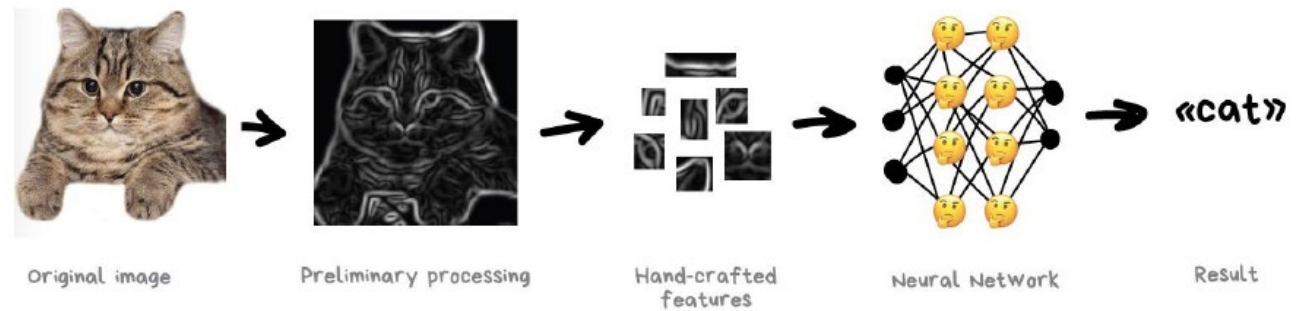 «cat»
Original image
Preliminary processing
Hand-crafted
features
Neural Network
Result